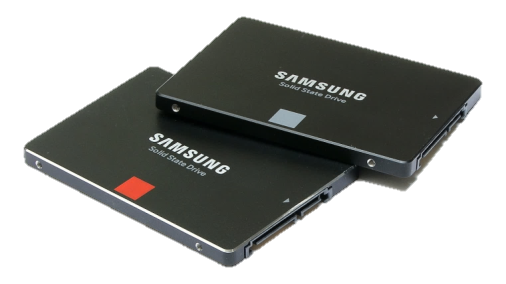 SAMSUNG
Solid State Drive
SAMSUNG
Solid State Drive